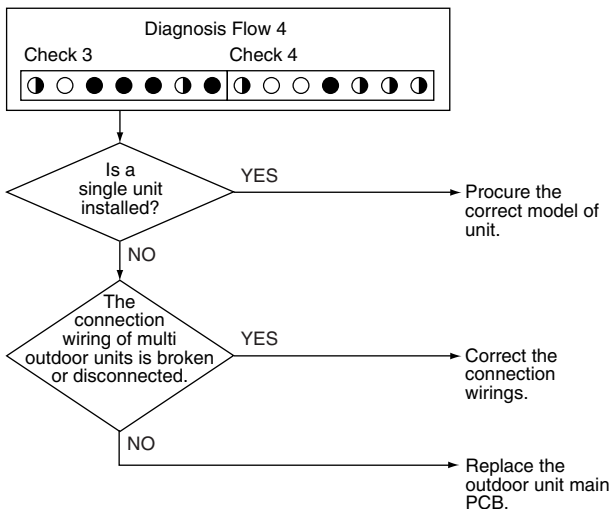 Diagnosis Flow 4
Check 3
Check 4
Is a
single unit
installed?
YES
Procure the
correct model of
unit.
NO
The
connection
wiring of multi
outdoor units is broken
or disconnected.
YES
Correct the
connection
wirings.
NO
Replace the
outdoor unit main
PCB.